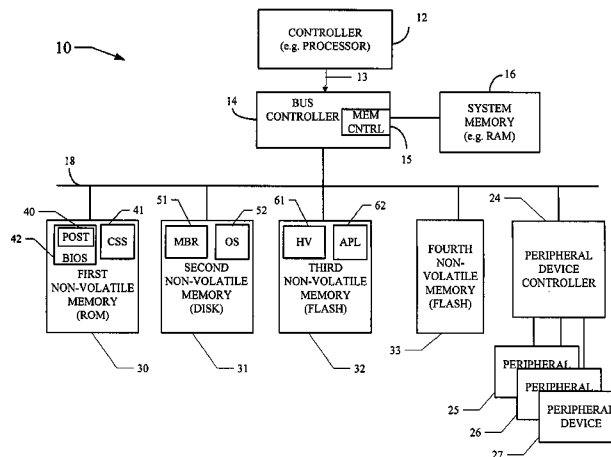 10
CONTROLLER
(e.g. PROCESSOR)
12
13
14
BUS
CONTROLLER
MEM
CNTRL
15
16
SYSTEM
MEMORY
(e.g. RAM)
18
40
41
42
POST
BIOS
CSS
FIRST
NON-VOLATILE
MEMORY
(ROM)
30
51
52
MBR
OS
SECOND
NON-VOLATILE
MEMORY
(DISK)
31
61
62
HV
APL
THIRD
NON-VOLATILE
MEMORY
(FLASH)
32
FOURTH
NON-
VOLATILE
MEMORY
(FLASH)
33
24
PERIPHERAL
DEVICE
CONTROLLER
PERIPHERAL
25
PERIPHERAL
26
PERIPHERAL
DEVICE
27